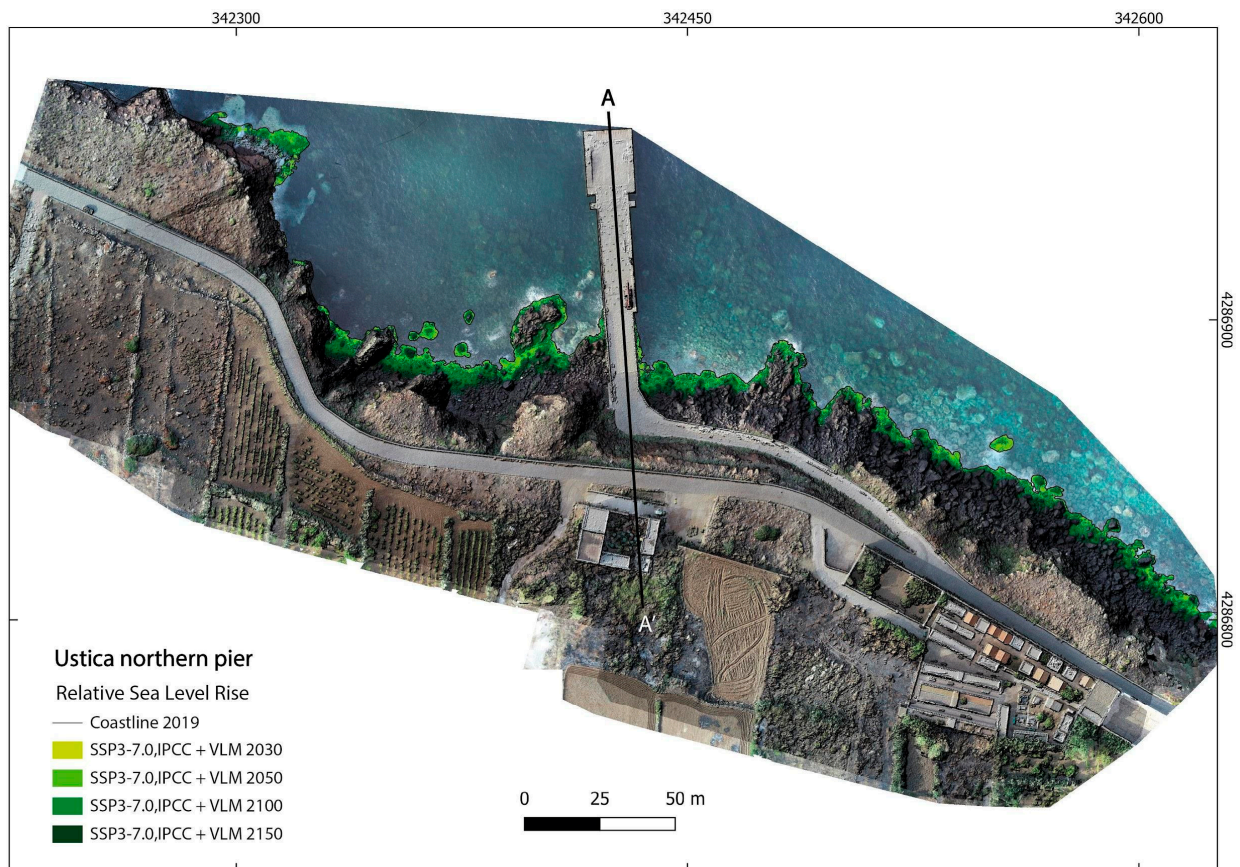 342300 342450 342600
A
4286900
4286800
A'
Ustica northern pier
Relative Sea Level Rise
Coastline 2019
SSP3-7.0,IPCC + VLM 2030
SSP3-7.0,IPCC + VLM 2050
SSP3-7.0,IPCC + VLM 2100
SSP3-7.0,IPCC + VLM 2150
0 25 50 m